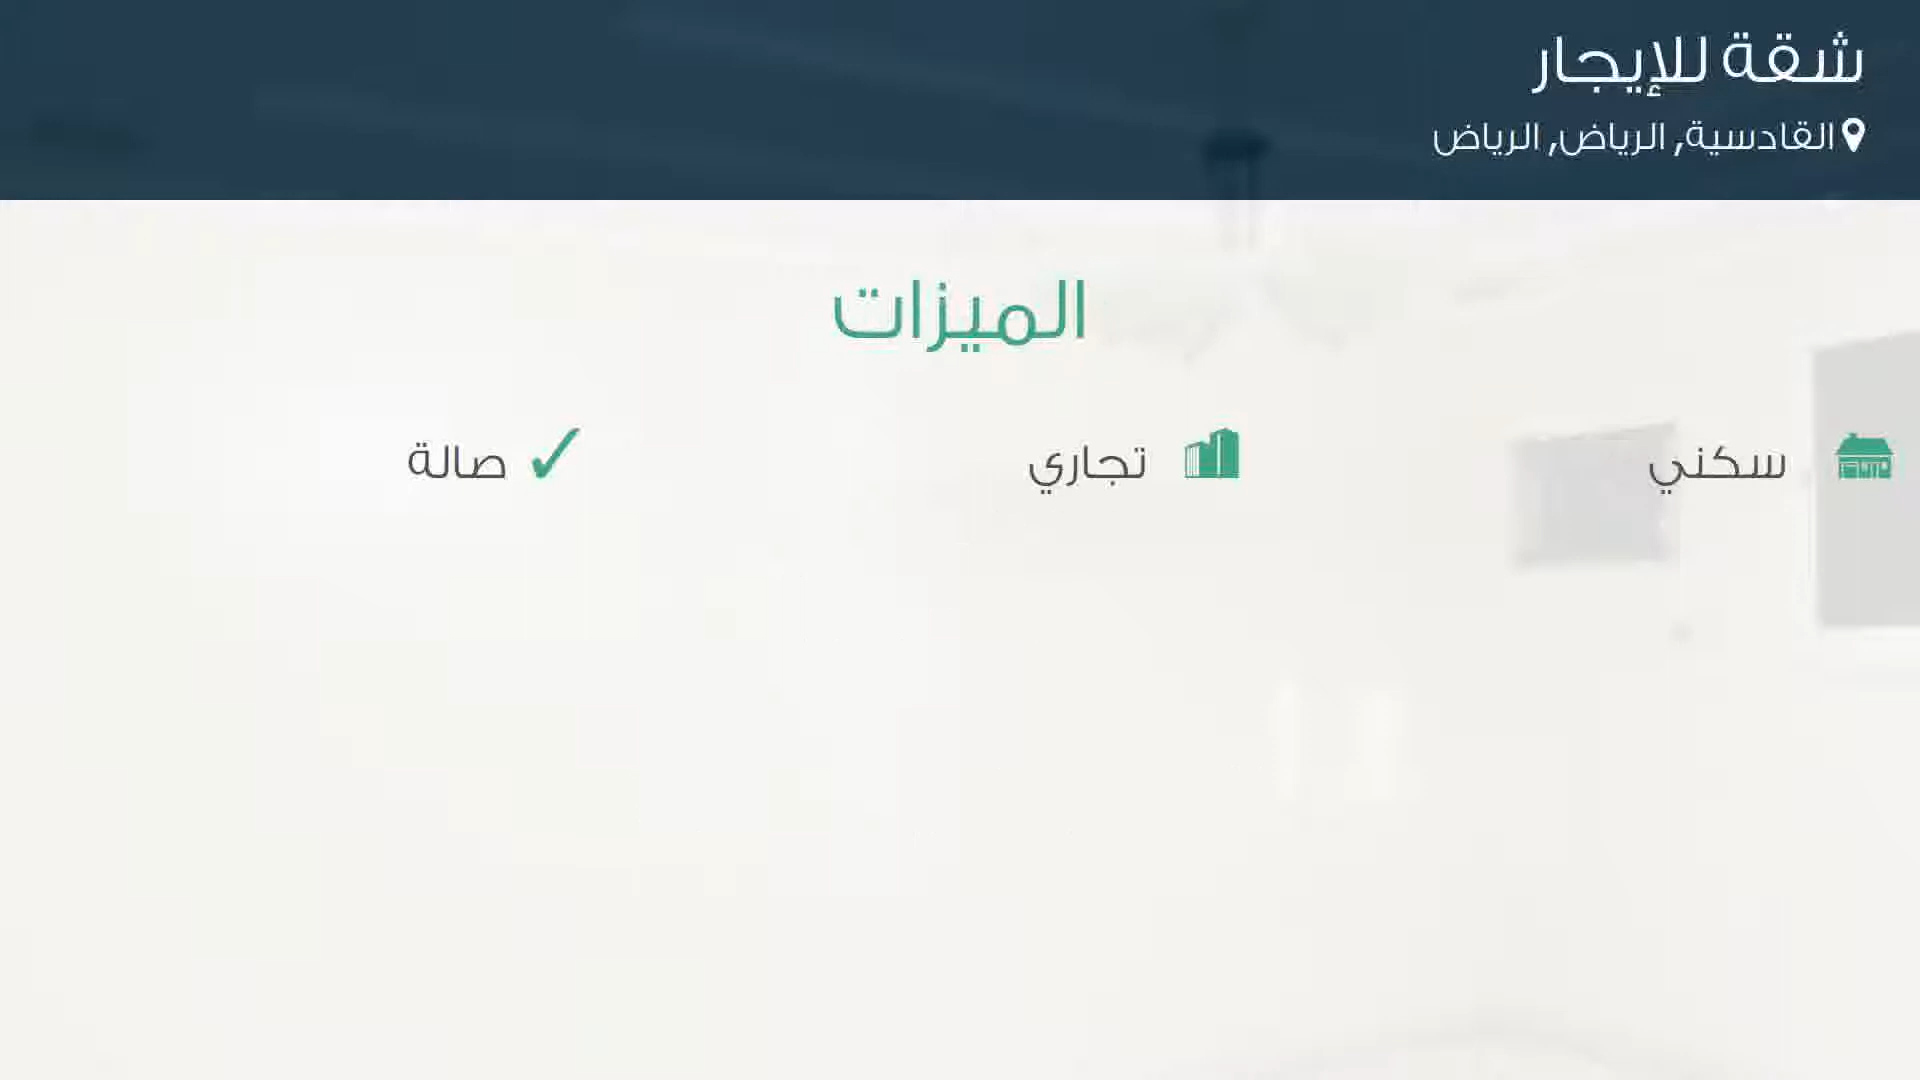 شقة للإيجار
القادسية, الرياض, الرياض
الميزات
سكني
تجاري
صالة